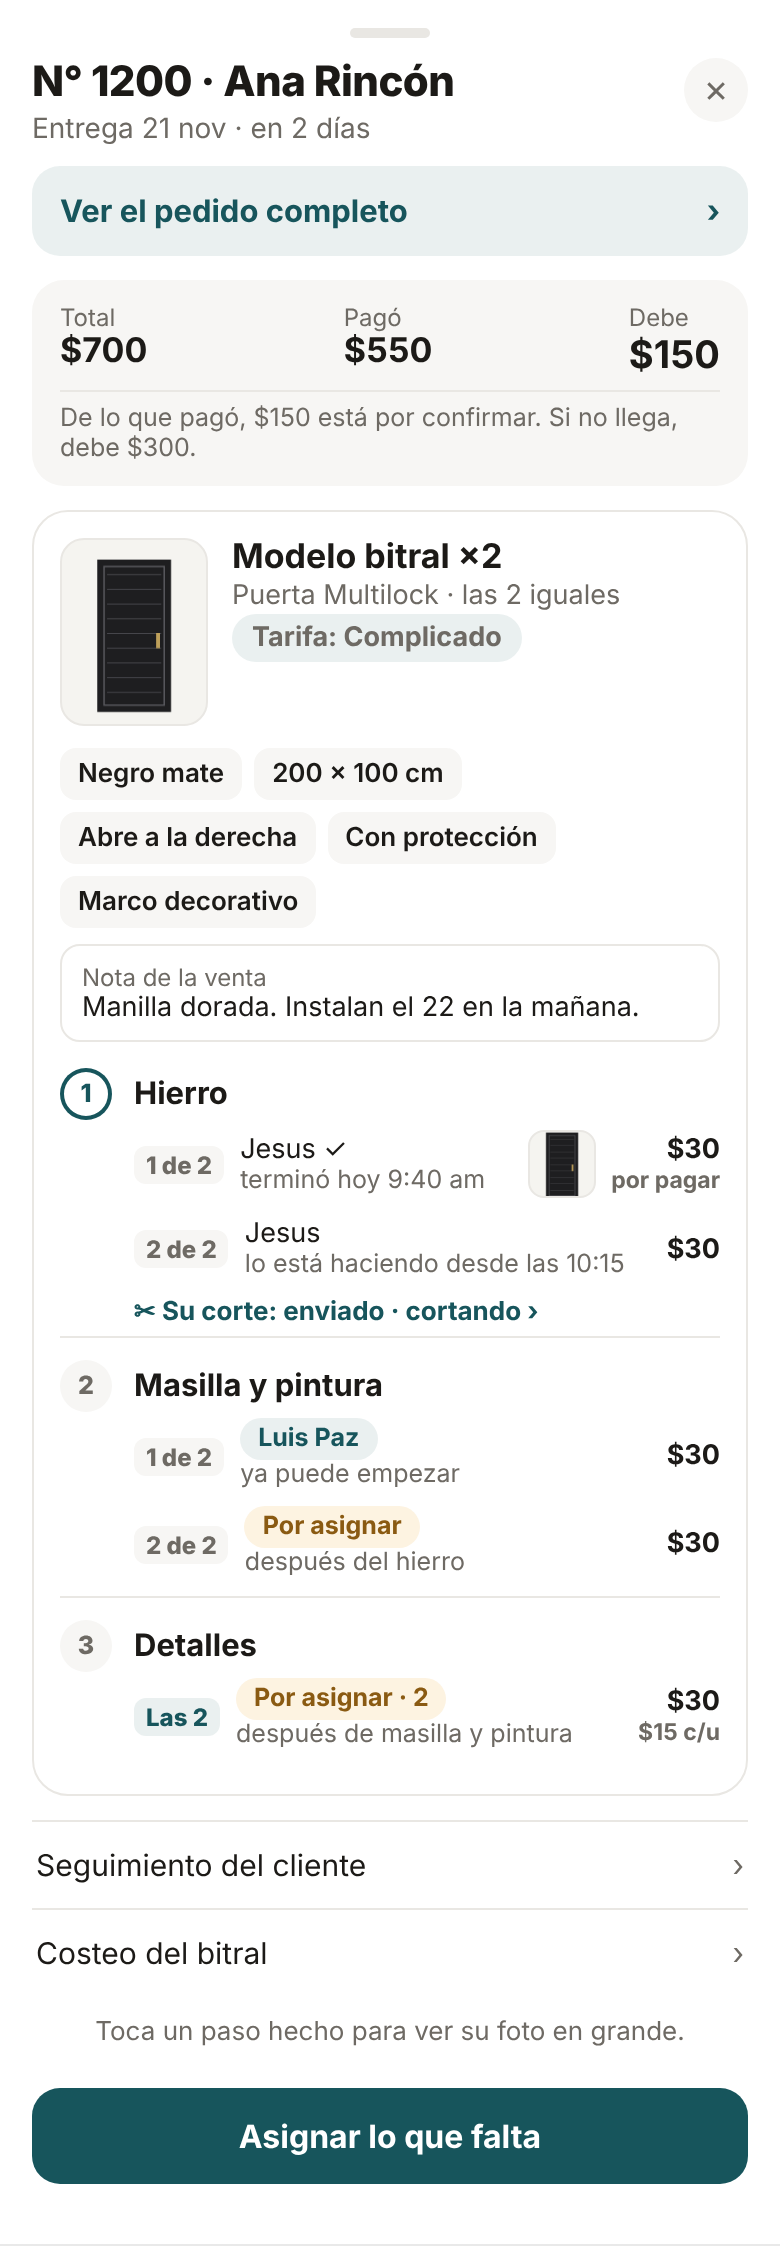 N° 1200 · Ana Rincón
Entrega 21 nov · en 2 días
Ver el pedido completo ›
Total Pagó Debe
$700 $550 $150
De lo que pagó, $150 está por confirmar. Si no llega,
debe $300.
Modelo bitral ×2
Puerta Multilock · las 2 iguales
Tarifa: Complicado
Negro mate 200 × 100 cm
Abre a la derecha Con protección
Marco decorativo
Nota de la venta
Manilla dorada. Instalan el 22 en la mañana.
1 Hierro
1 de 2 Jesus ✓ $30
terminó hoy 9:40 am por pagar
2 de 2 Jesus $30
lo está haciendo desde las 10:15
✂ Su corte: enviado · cortando ›
2 Masilla y pintura
1 de 2 Luis Paz $30
ya puede empezar
2 de 2 Por asignar $30
después del hierro
3 Detalles
Las 2 Por asignar · 2 $30
después de masilla y pintura $15 c/u
Seguimiento del cliente ›
Costeo del bitral ›
Toca un paso hecho para ver su foto en grande.
Asignar lo que falta